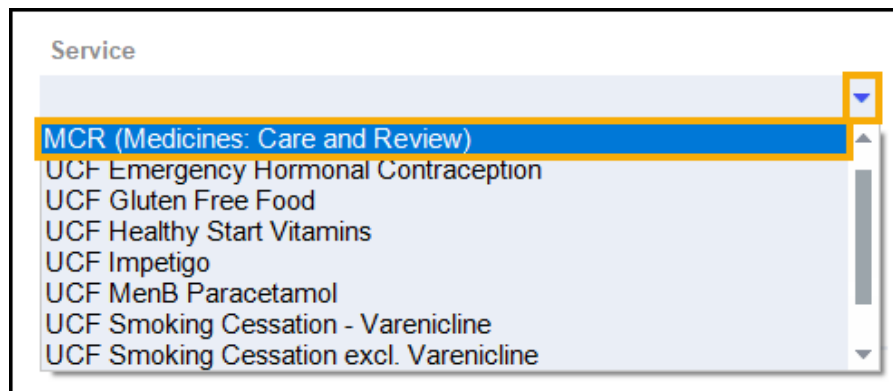 Service
MCR (Medicines: Care and Review)
UCF Emergency Hormonal Contraception
UCF Gluten Free Food
UCF Healthy Start Vitamins
UCF Impetigo
UCF MenB Paracetamol
UCF Smoking Cessation - Varenicline
UCF Smoking Cessation excl. Varenicline